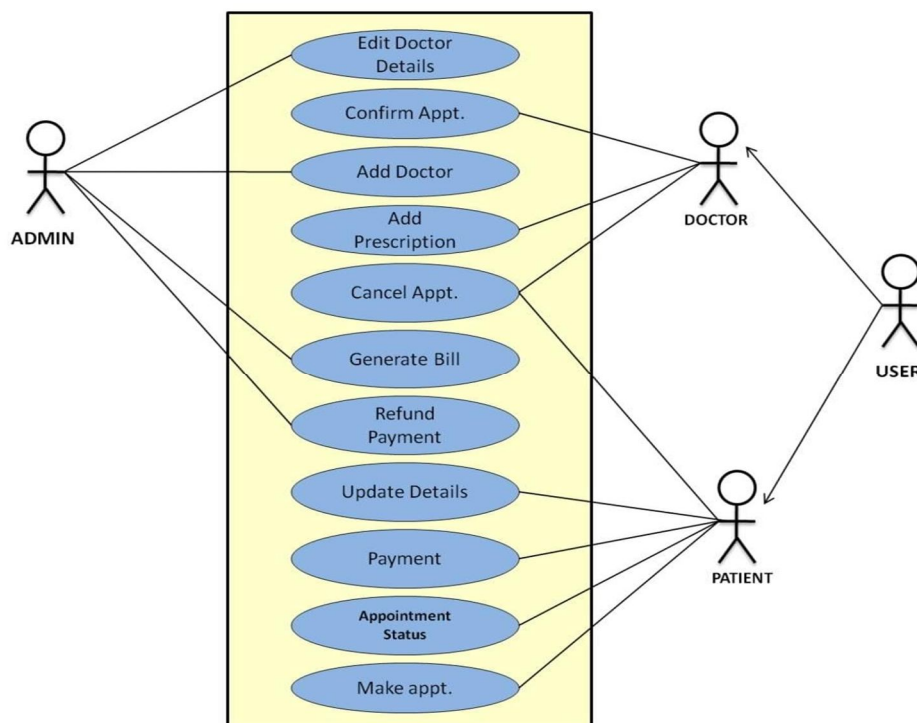 Edit Doctor
Details
Confirm Appt.
Add Doctor
Add
Prescription
Cancel Appt.
Generate Bill
Refund
Payment
Update Details
Payment
Appointment
Status
Make appt.
ADMIN
DOCTOR
USER
PATIENT